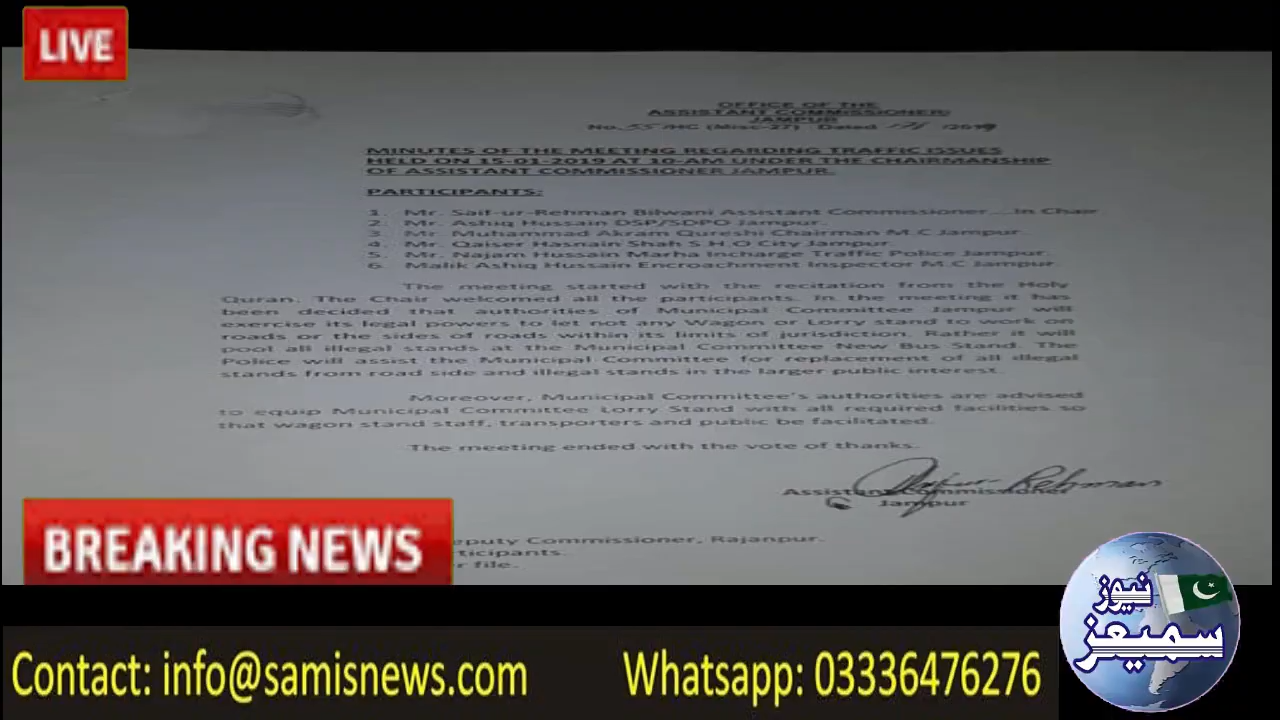 LIVE
OFFICE OF THE
ASSISTANT COMMISSIONER
JAMPUR
No. 55 /HC (Misc-27) Dated /2019
MINUTES OF THE MEETING REGARDING TRAFFIC ISSUES
HELD ON 15-01-2019 AT 10-AM UNDER THE CHAIRMANSHIP
OF ASSISTANT COMMISSIONER JAMPUR.
PARTICIPANTS:
1. Mr. Saif-ur-Rehman Bilwani Assistant Commissioner ...In Chair
2. Mr. Ashiq Hussain DSP/SDPO Jampur.
3. Mr. Muhammad Akram Qureshi Chairman M.C Jampur.
4. Mr. Qaiser Hasnain Shah S.H.O City Jampur
5. Mr. Najam Hussain Marha Incharge Traffic Police Jampur.
6. Malik Ashiq Hussain Encroachment Inspector M.C Jampur.
The meeting started with the recitation from the Holy
Quran. The Chair welcomed all the participants. In the meeting it has
been decided that authorities of Municipal Committee Jampur will
exercise its legal powers to let not any Wagon or Lorry stand to work on
roads or the sides of roads within its limits of jurisdiction. Rather it will
pool all illegal stands at the Municipal Committee New Bus Stand. The
Police will assist the Municipal Committee for replacement of all illegal
stands from road side and illegal stands in the larger public interest.
Moreover, Municipal Committee's authorities are advised
to equip Municipal Committee Lorry Stand with all required facilities so
that wagon stand staff, transporters and public be facilitated.
The meeting ended with the vote of thanks.
Rehman
Assistant Commissioner
Jampur
eputy Commissioner, Rajanpur.
rticipants.
r file.
BREAKING NEWS
نیوز
سمیعز
Contact: info@samisnews.com Whatsapp: 03336476276